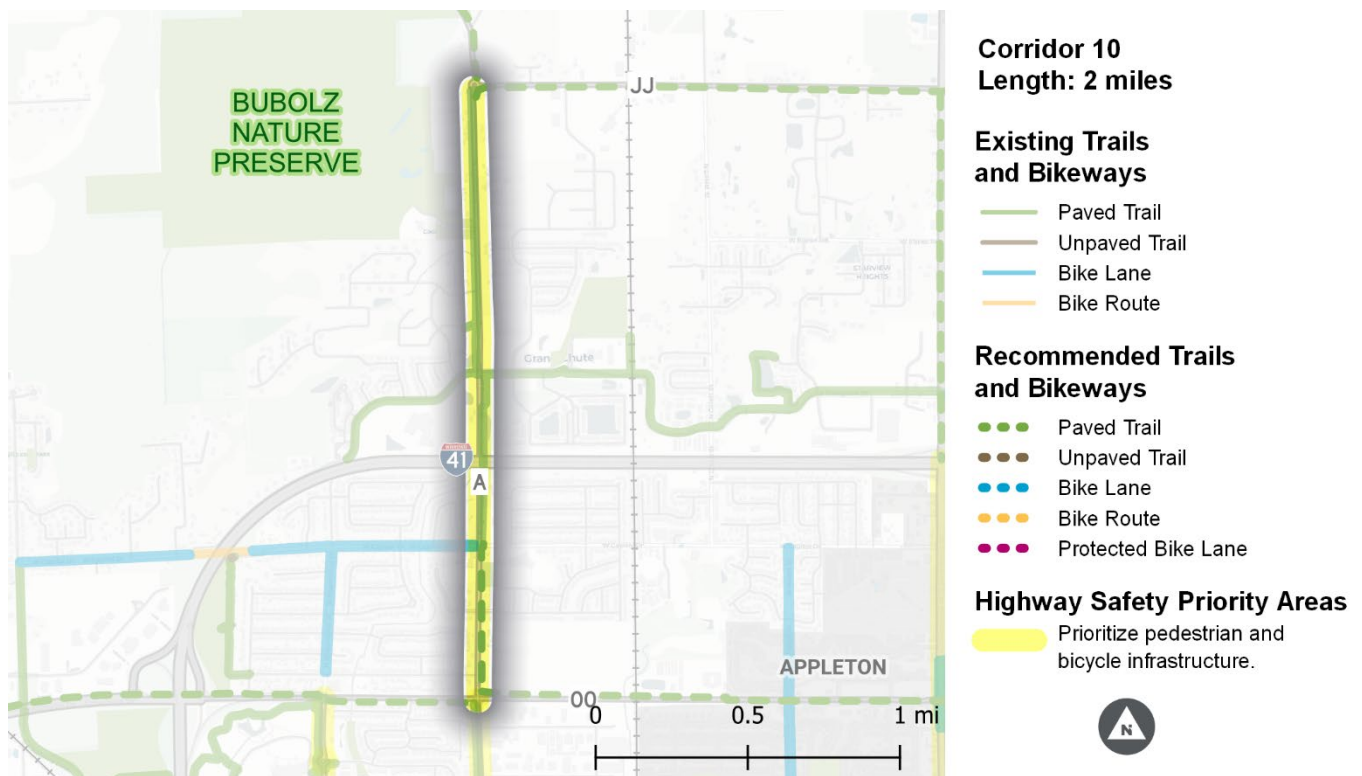 BUBOLZ
NATURE
PRESERVE
JJ
Grand Chute
41
A
APPLETON
OO
0
0.5
1 mi
Corridor 10
Length: 2 miles
Existing Trails
and Bikeways
Paved Trail
Unpaved Trail
Bike Lane
Bike Route
Recommended Trails
and Bikeways
Paved Trail
Unpaved Trail
Bike Lane
Bike Route
Protected Bike Lane
Highway Safety Priority Areas
Prioritize pedestrian and
bicycle infrastructure.
N